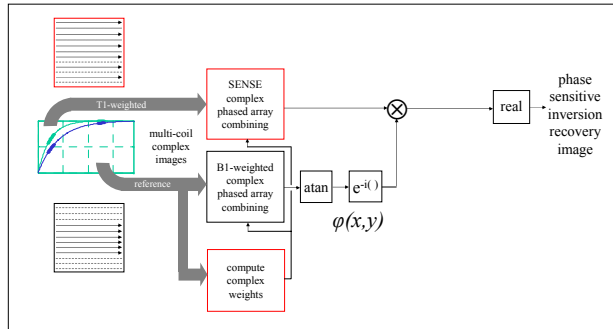 T1-weighted
multi-coil
complex
images
reference
SENSE
complex
phased array
combining
B1-weighted
complex
phased array
combining
compute
complex
weights
atan
e-i( )
φ(x,y)
real
phase
sensitive
inversion
recovery
image